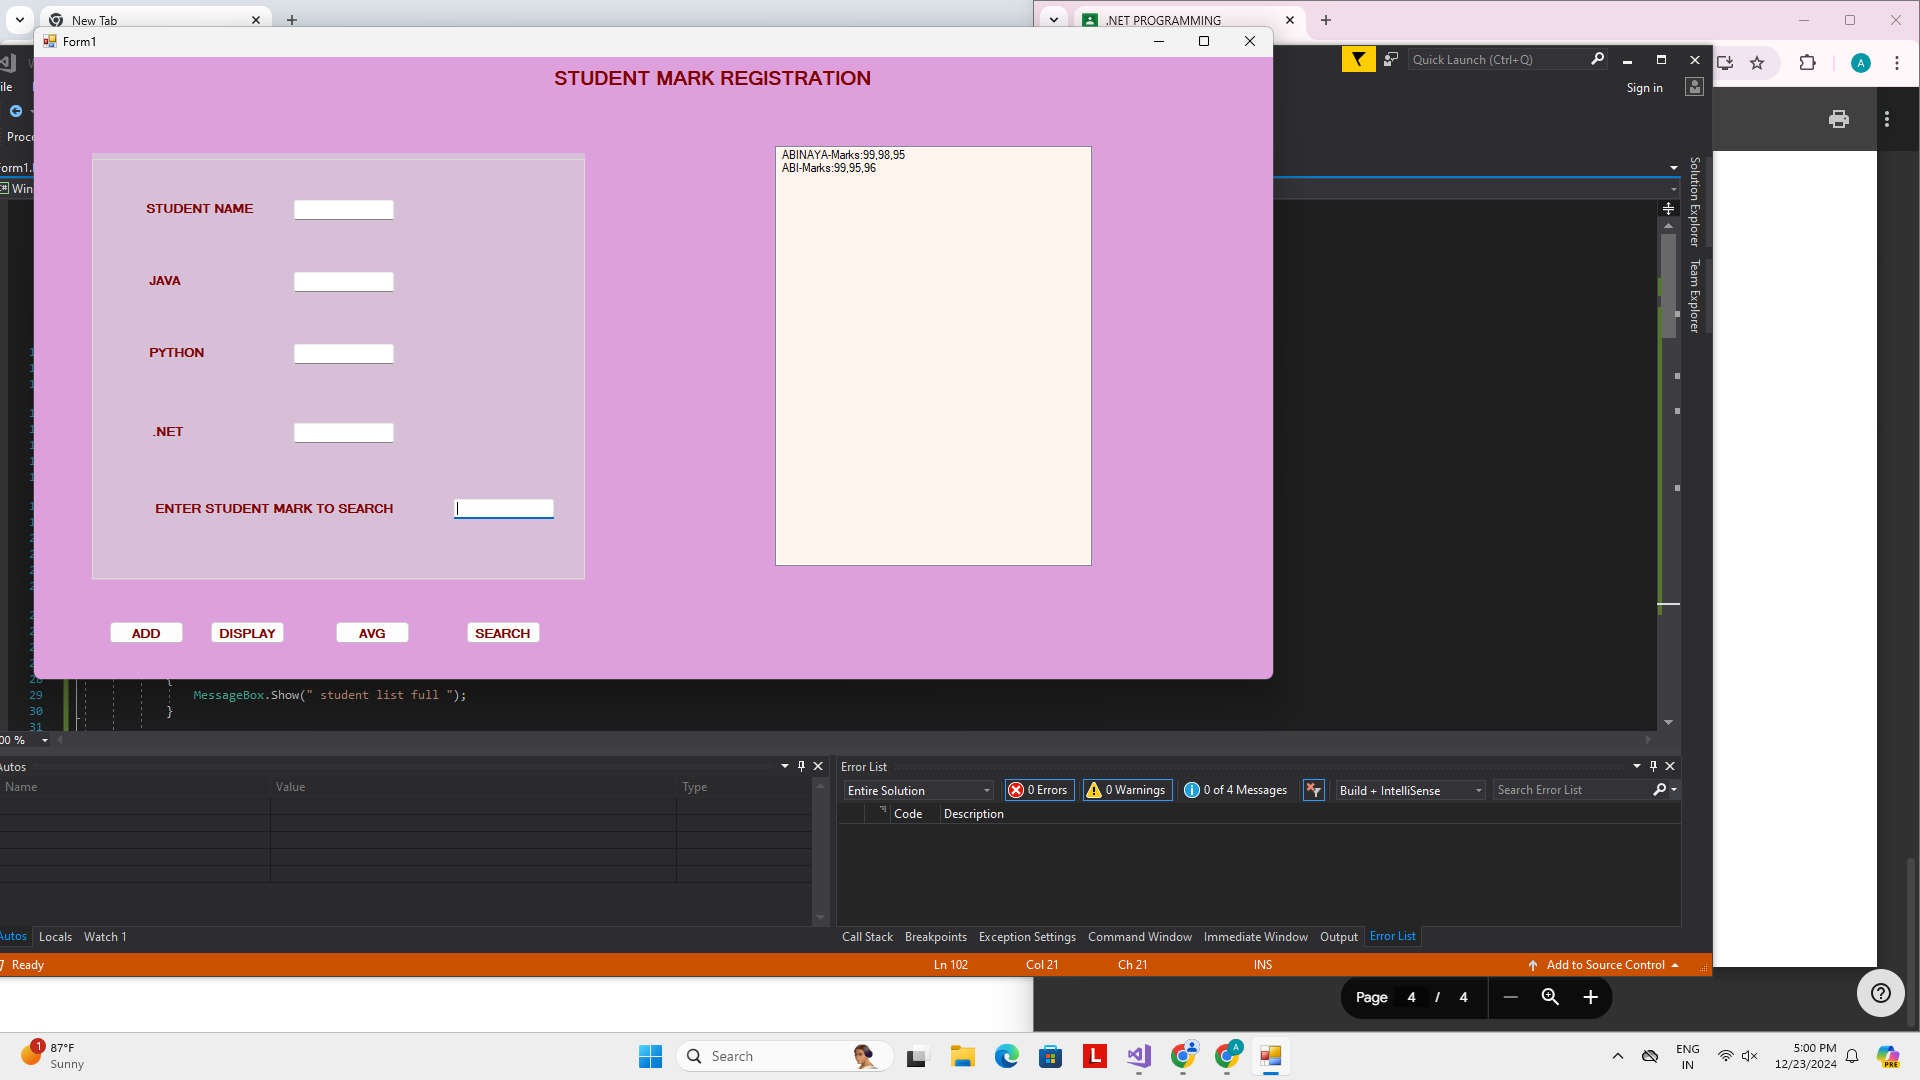 New Tab
.NET PROGRAMMING
Form1
STUDENT MARK REGISTRATION
Quick Launch (Ctrl+Q)
ile
Sign in
Proce
orm1.
Win
STUDENT NAME
JAVA
PYTHON
.NET
ENTER STUDENT MARK TO SEARCH
ABINAYA-Marks:99,98,95
ABI-Marks:99,95,96
ADD
DISPLAY
AVG
SEARCH
Solution Explorer
Team Explorer
28
29 MessageBox.Show(" student list full ");
30 }
31
00 %
Autos
Name Value Type
Autos Locals Watch 1
Error List
Entire Solution 0 Errors 0 Warnings 0 of 4 Messages Build + IntelliSense Search Error List
Code Description
Call Stack Breakpoints Exception Settings Command Window Immediate Window Output Error List
Ready Ln 102 Col 21 Ch 21 INS Add to Source Control
Page 4 / 4
1
87°F
Sunny
Search
L
A
A
PRE
ENG
IN
5:00 PM
12/23/2024